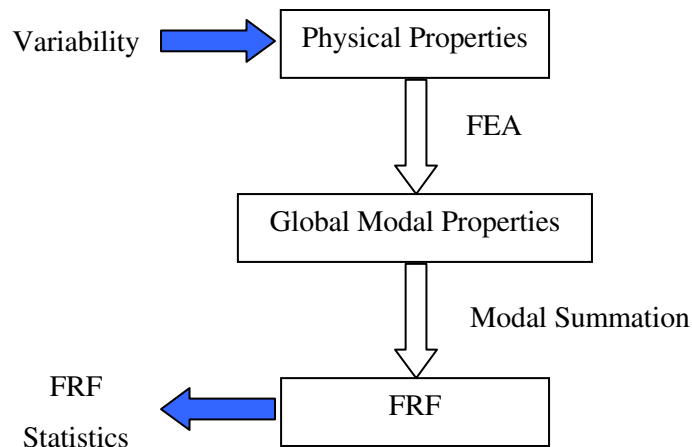 Variability
Physical Properties
FEA
Global Modal Properties
Modal Summation
FRF
Statistics
FRF